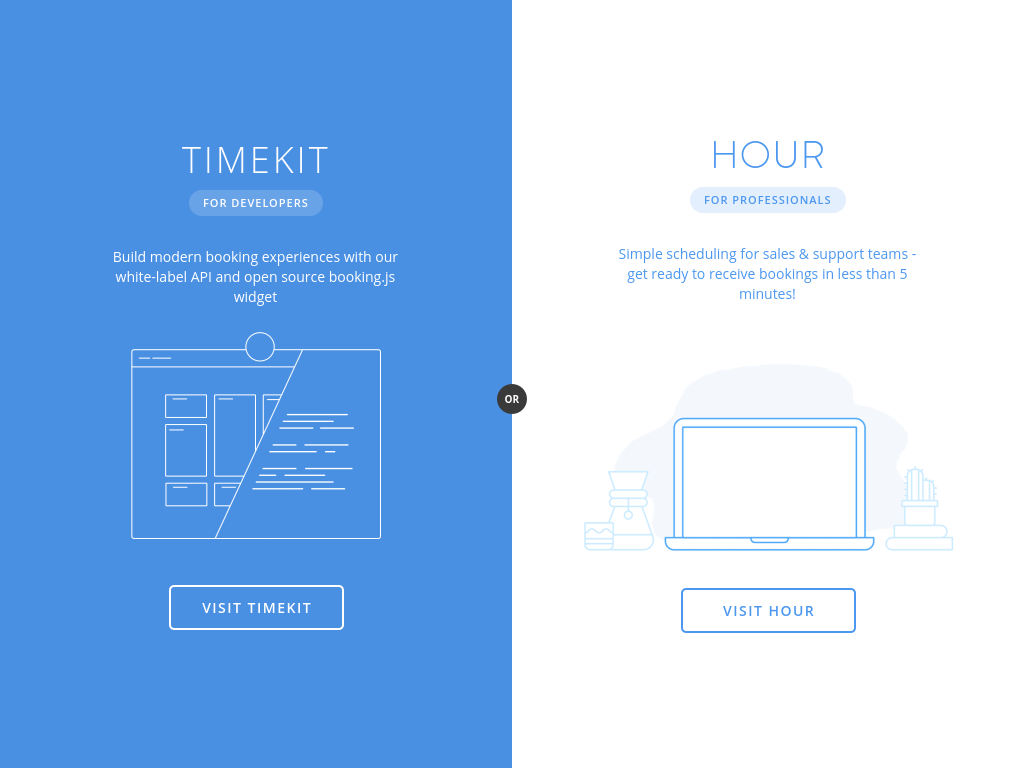 TIMEKIT
FOR DEVELOPERS
Build modern booking experiences with our
white-label API and open source booking.js
widget
VISIT TIMEKIT
OR
HOUR
FOR PROFESSIONALS
Simple scheduling for sales & support teams -
get ready to receive bookings in less than 5
minutes!
VISIT HOUR